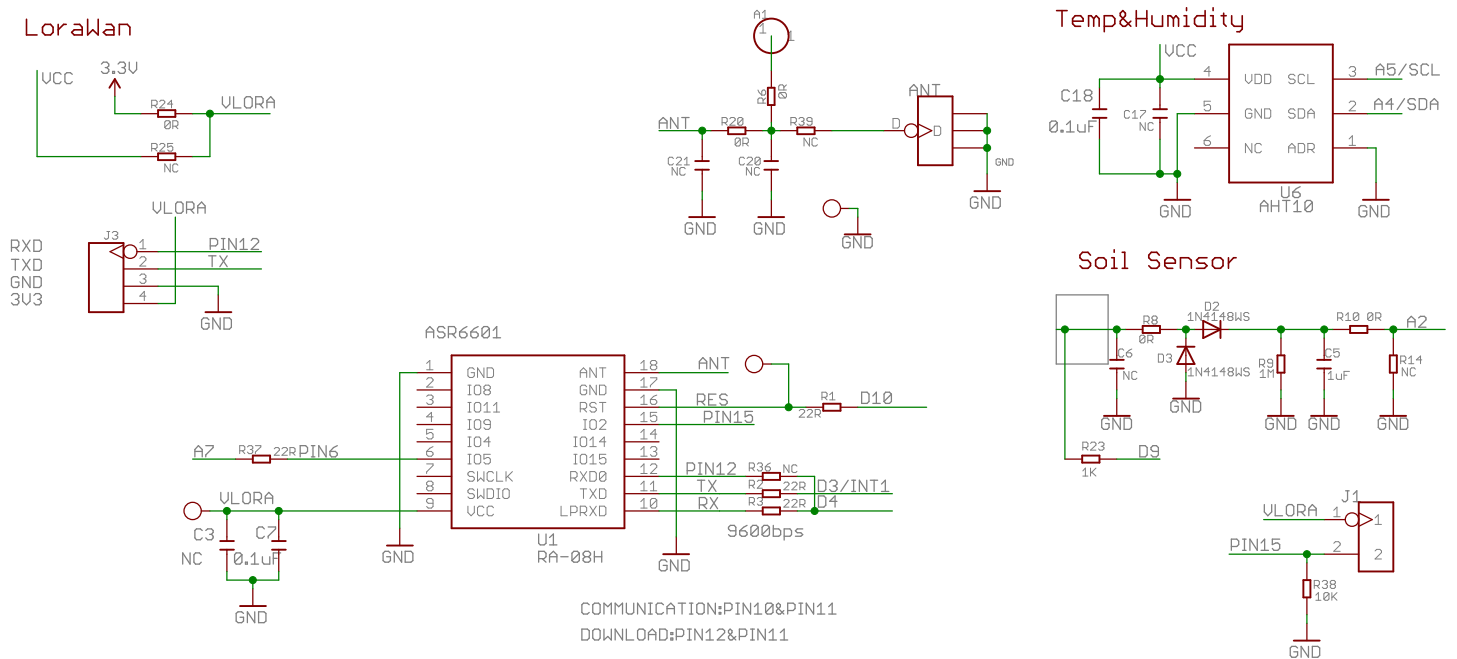 LoraWan
VCC
3.3V
R24
0R
VLORA
R25
NC
VLORA
J3
RXD
TXD
GND
3V3
1
2
3
4
PIN12
TX
GND
A1
1
1
R6
0R
ANT
R20
0R
R39
NC
C21
NC
C20
NC
GND
GND
D
ANT
D
GND
GND
GND
Temp&Humidity
VCC
C18
0.1uF
C17
NC
4
5
6
VDD
GND
NC
SCL
SDA
ADR
3
2
1
A5/SCL
A4/SDA
U6
AHT10
GND
GND
Soil Sensor
R8
0R
D2
1N4148WS
D3
1N4148WS
C6
NC
R9
1M
C5
1uF
R10 0R
A2
R14
NC
GND
GND
GND
GND
GND
R23
1K
D9
ASR6601
1 GND
2 IO8
3 IO11
4 IO9
5 IO4
6 IO5
7 SWCLK
8 SWDIO
9 VCC
ANT 18
GND 17
RST 16
IO2 15
IO14 14
IO15 13
RXD0 12
TXD 11
LPRXD 10
U1
RA-08H
ANT
RES
R1
22R
D10
PIN15
PIN12
R36
NC
TX
R2
22R
D3/INT1
RX
R3
22R
D4
9600bps
GND
GND
A7
R37
22R
PIN6
VLORA
C3
NC
C7
0.1uF
GND
J1
VLORA
1
1
PIN15
2
2
R38
10K
GND
COMMUNICATION:PIN10&PIN11
DOWNLOAD:PIN12&PIN11